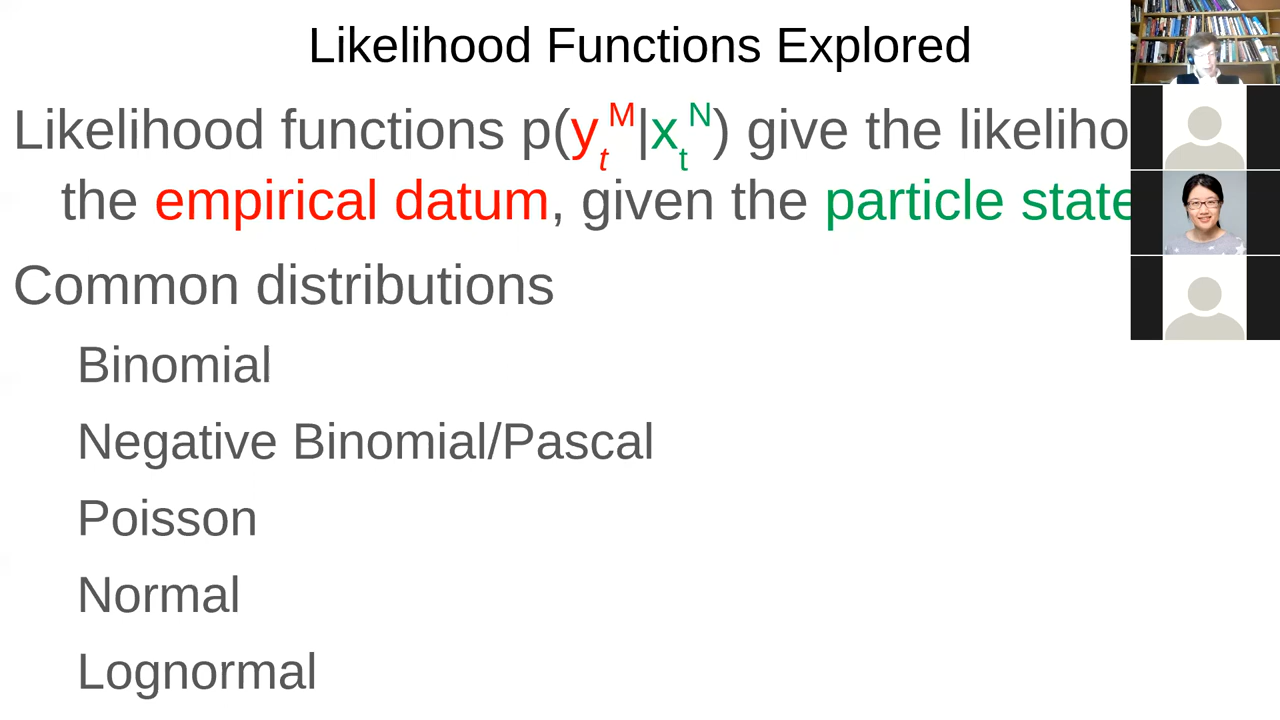 Likelihood Functions Explored
Likelihood functions p(yₜᴹ|xₜᴺ) give the
the empirical datum, given the particle state
Common distributions
Binomial
Negative Binomial/Pascal
Poisson
Normal
Lognormal